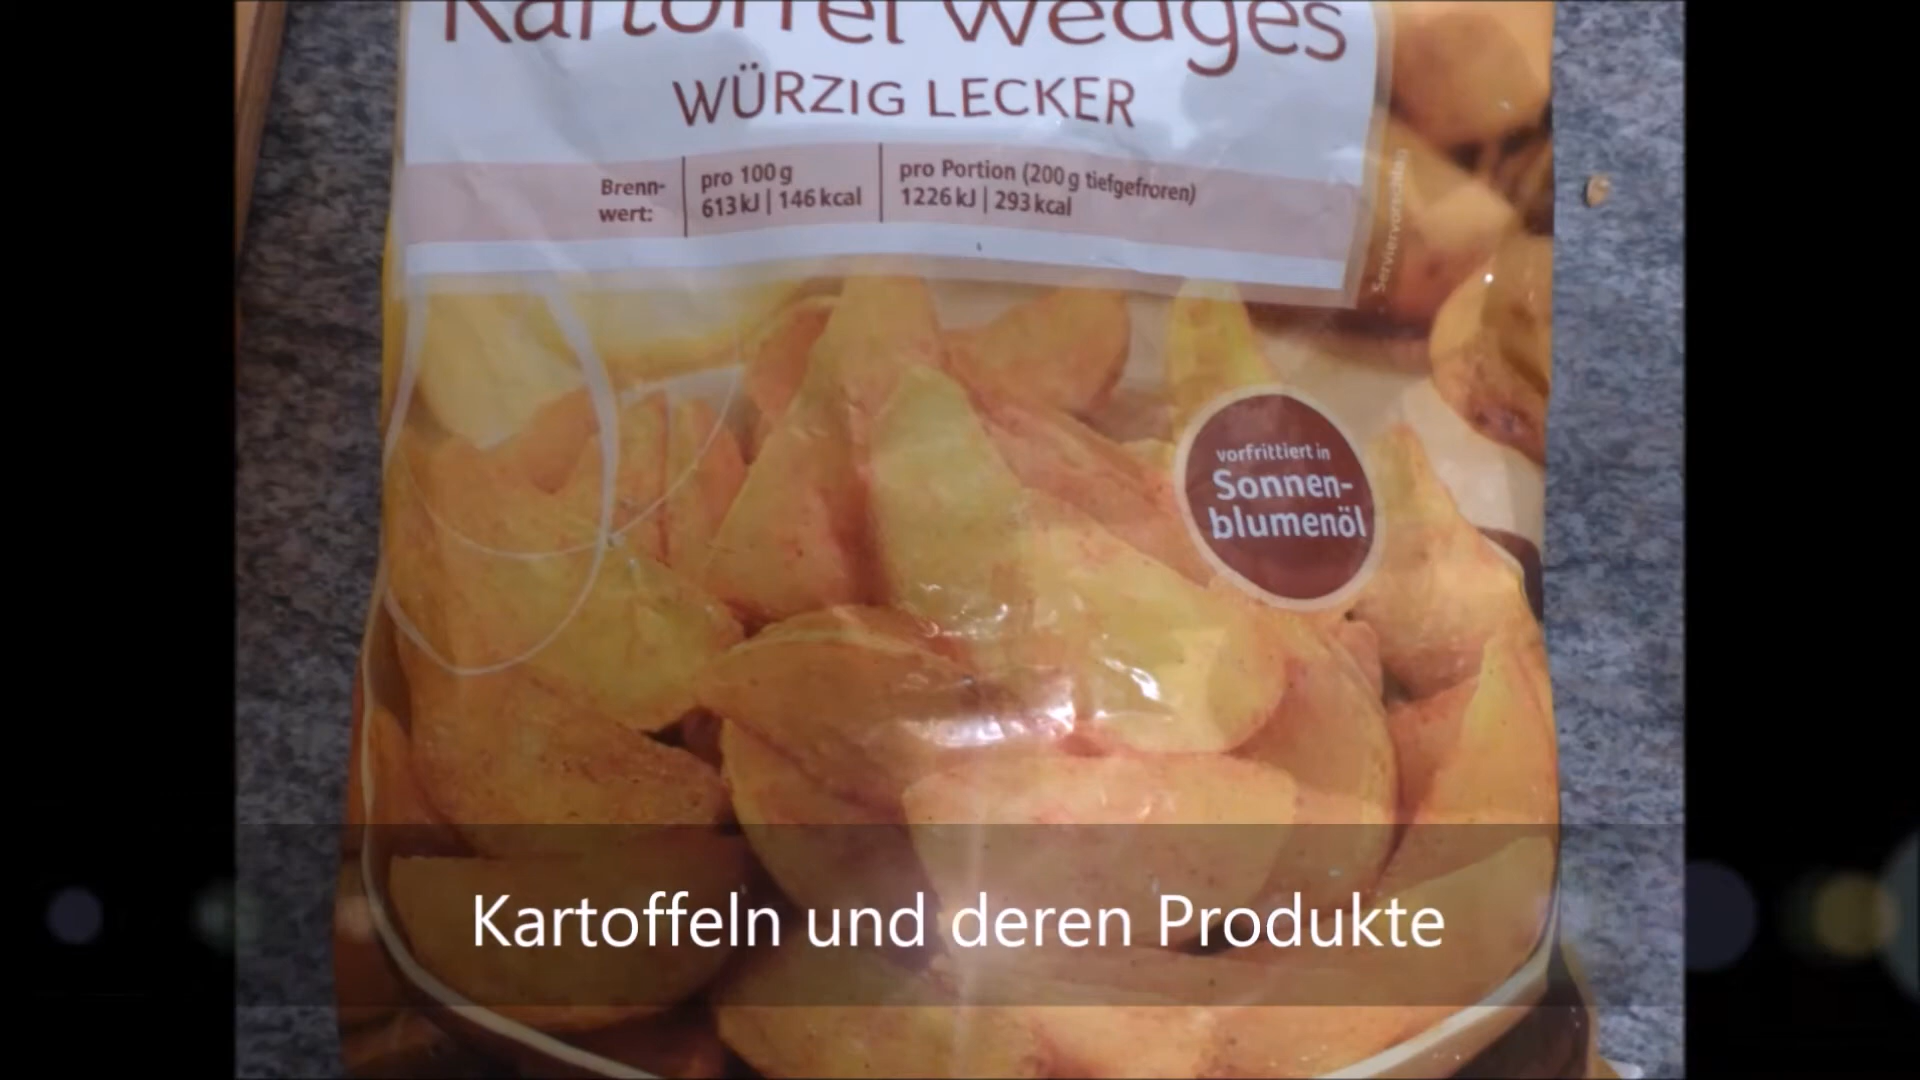 Kartoffel Wedges
WÜRZIG LECKER
Brenn-
wert:
pro 100 g
613 kJ | 146 kcal
pro Portion (200 g tiefgefroren)
1226 kJ | 293 kcal
Serviervorschlag
vorfrittiert in
Sonnen-
blumenöl
Kartoffeln und deren Produkte